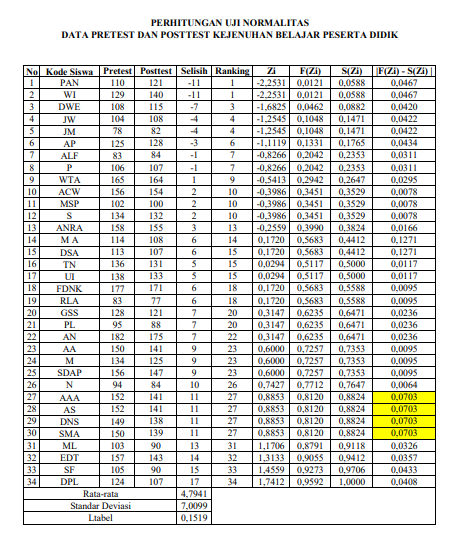 PERHITUNGAN UJI NORMALITAS
DATA PRETEST DAN POSTTEST KEJENUHAN BELAJAR PESERTA DIDIK
No Kode Siswa Pretest Posttest Selisih Ranking Zi F(Zi) S(Zi) |F(Zi) - S(Zi) |
1 PAN 110 121 -11 1 -2,2531 0,0121 0,0588 0,0467
2 WI 129 140 -11 1 -2,2531 0,0121 0,0588 0,0467
3 DWE 108 115 -7 3 -1,6825 0,0462 0,0882 0,0420
4 JW 104 108 -4 4 -1,2545 0,1048 0,1471 0,0422
5 JM 78 82 -4 4 -1,2545 0,1048 0,1471 0,0422
6 AP 125 128 -3 6 -1,1119 0,1331 0,1765 0,0434
7 ALF 83 84 -1 7 -0,8266 0,2042 0,2353 0,0311
8 P 106 107 -1 7 -0,8266 0,2042 0,2353 0,0311
9 WTA 165 164 1 9 -0,5413 0,2942 0,2647 0,0295
10 ACW 156 154 2 10 -0,3986 0,3451 0,3529 0,0078
11 MSP 102 100 2 10 -0,3986 0,3451 0,3529 0,0078
12 S 134 132 2 10 -0,3986 0,3451 0,3529 0,0078
13 ANRA 158 155 3 13 -0,2559 0,3990 0,3824 0,0166
14 M A 114 108 6 14 0,1720 0,5683 0,4412 0,1271
15 DSA 113 107 6 15 0,1720 0,5683 0,4412 0,1271
16 TN 136 131 5 15 0,0294 0,5117 0,5000 0,0117
17 UI 138 133 5 15 0,0294 0,5117 0,5000 0,0117
18 FDNK 177 171 6 18 0,1720 0,5683 0,5588 0,0095
19 RLA 83 77 6 18 0,1720 0,5683 0,5588 0,0095
20 GSS 128 121 7 20 0,3147 0,6235 0,6471 0,0236
21 PL 95 88 7 20 0,3147 0,6235 0,6471 0,0236
22 AN 182 175 7 22 0,3147 0,6235 0,6471 0,0236
23 AA 150 141 9 23 0,6000 0,7257 0,7353 0,0095
24 M 134 125 9 23 0,6000 0,7257 0,7353 0,0095
25 SDAP 156 147 9 23 0,6000 0,7257 0,7353 0,0095
26 N 94 84 10 26 0,7427 0,7712 0,7647 0,0064
27 AAA 152 141 11 27 0,8853 0,8120 0,8824 0,0703
28 AS 152 141 11 27 0,8853 0,8120 0,8824 0,0703
29 DNS 149 138 11 27 0,8853 0,8120 0,8824 0,0703
30 SMA 150 139 11 27 0,8853 0,8120 0,8824 0,0703
31 ML 103 90 13 31 1,1706 0,8791 0,9118 0,0326
32 EDT 157 143 14 32 1,3133 0,9055 0,9412 0,0357
33 SF 105 90 15 33 1,4559 0,9273 0,9706 0,0433
34 DPL 124 107 17 34 1,7412 0,9592 1,0000 0,0408
Rata-rata 4,7941
Standar Deviasi 7,0099
Ltabel 0,1519